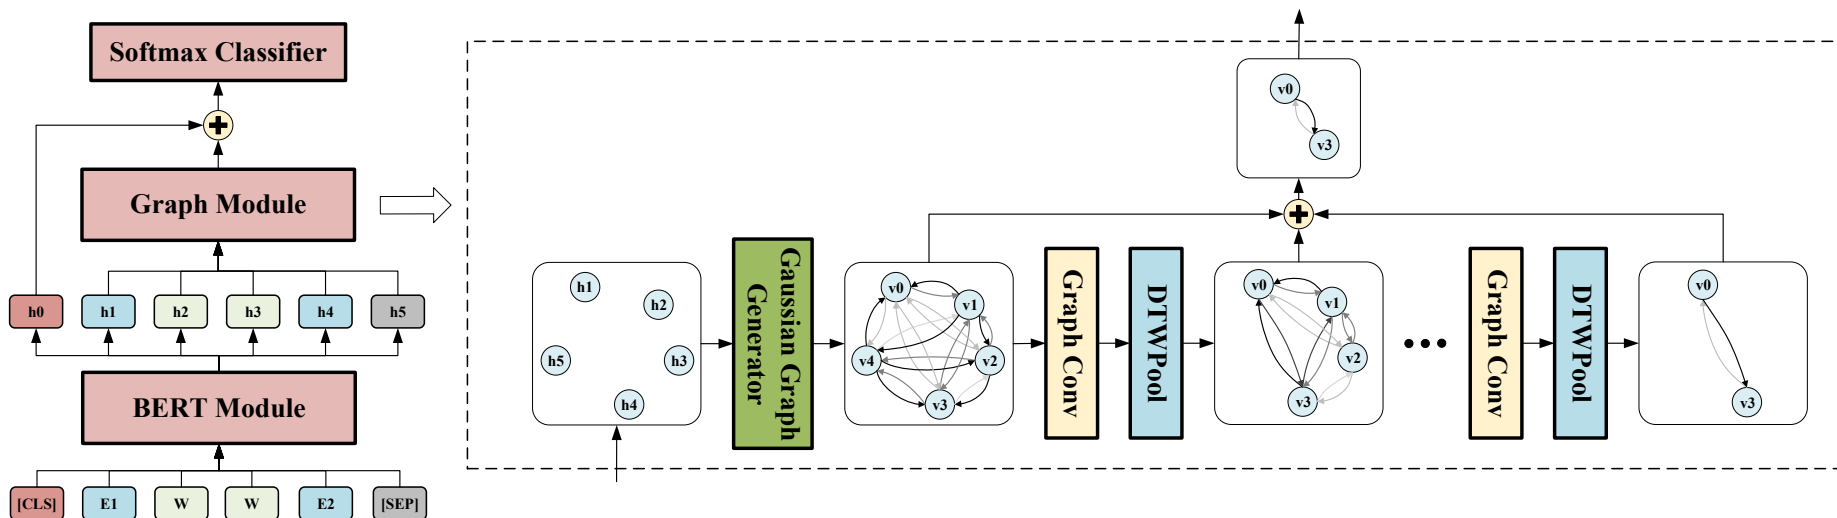 Softmax Classifier
Graph Module
h0 h1 h2 h3 h4 h5
BERT Module
[CLS] E1 W W E2 [SEP]
h1
h2
h5
h3
h4
Gaussian Graph
Generator
v0
v1
v4
v2
v3
Graph Conv
DTWPool
v0
v1
v2
v3
Graph Conv
DTWPool
v0
v3
v0
v3